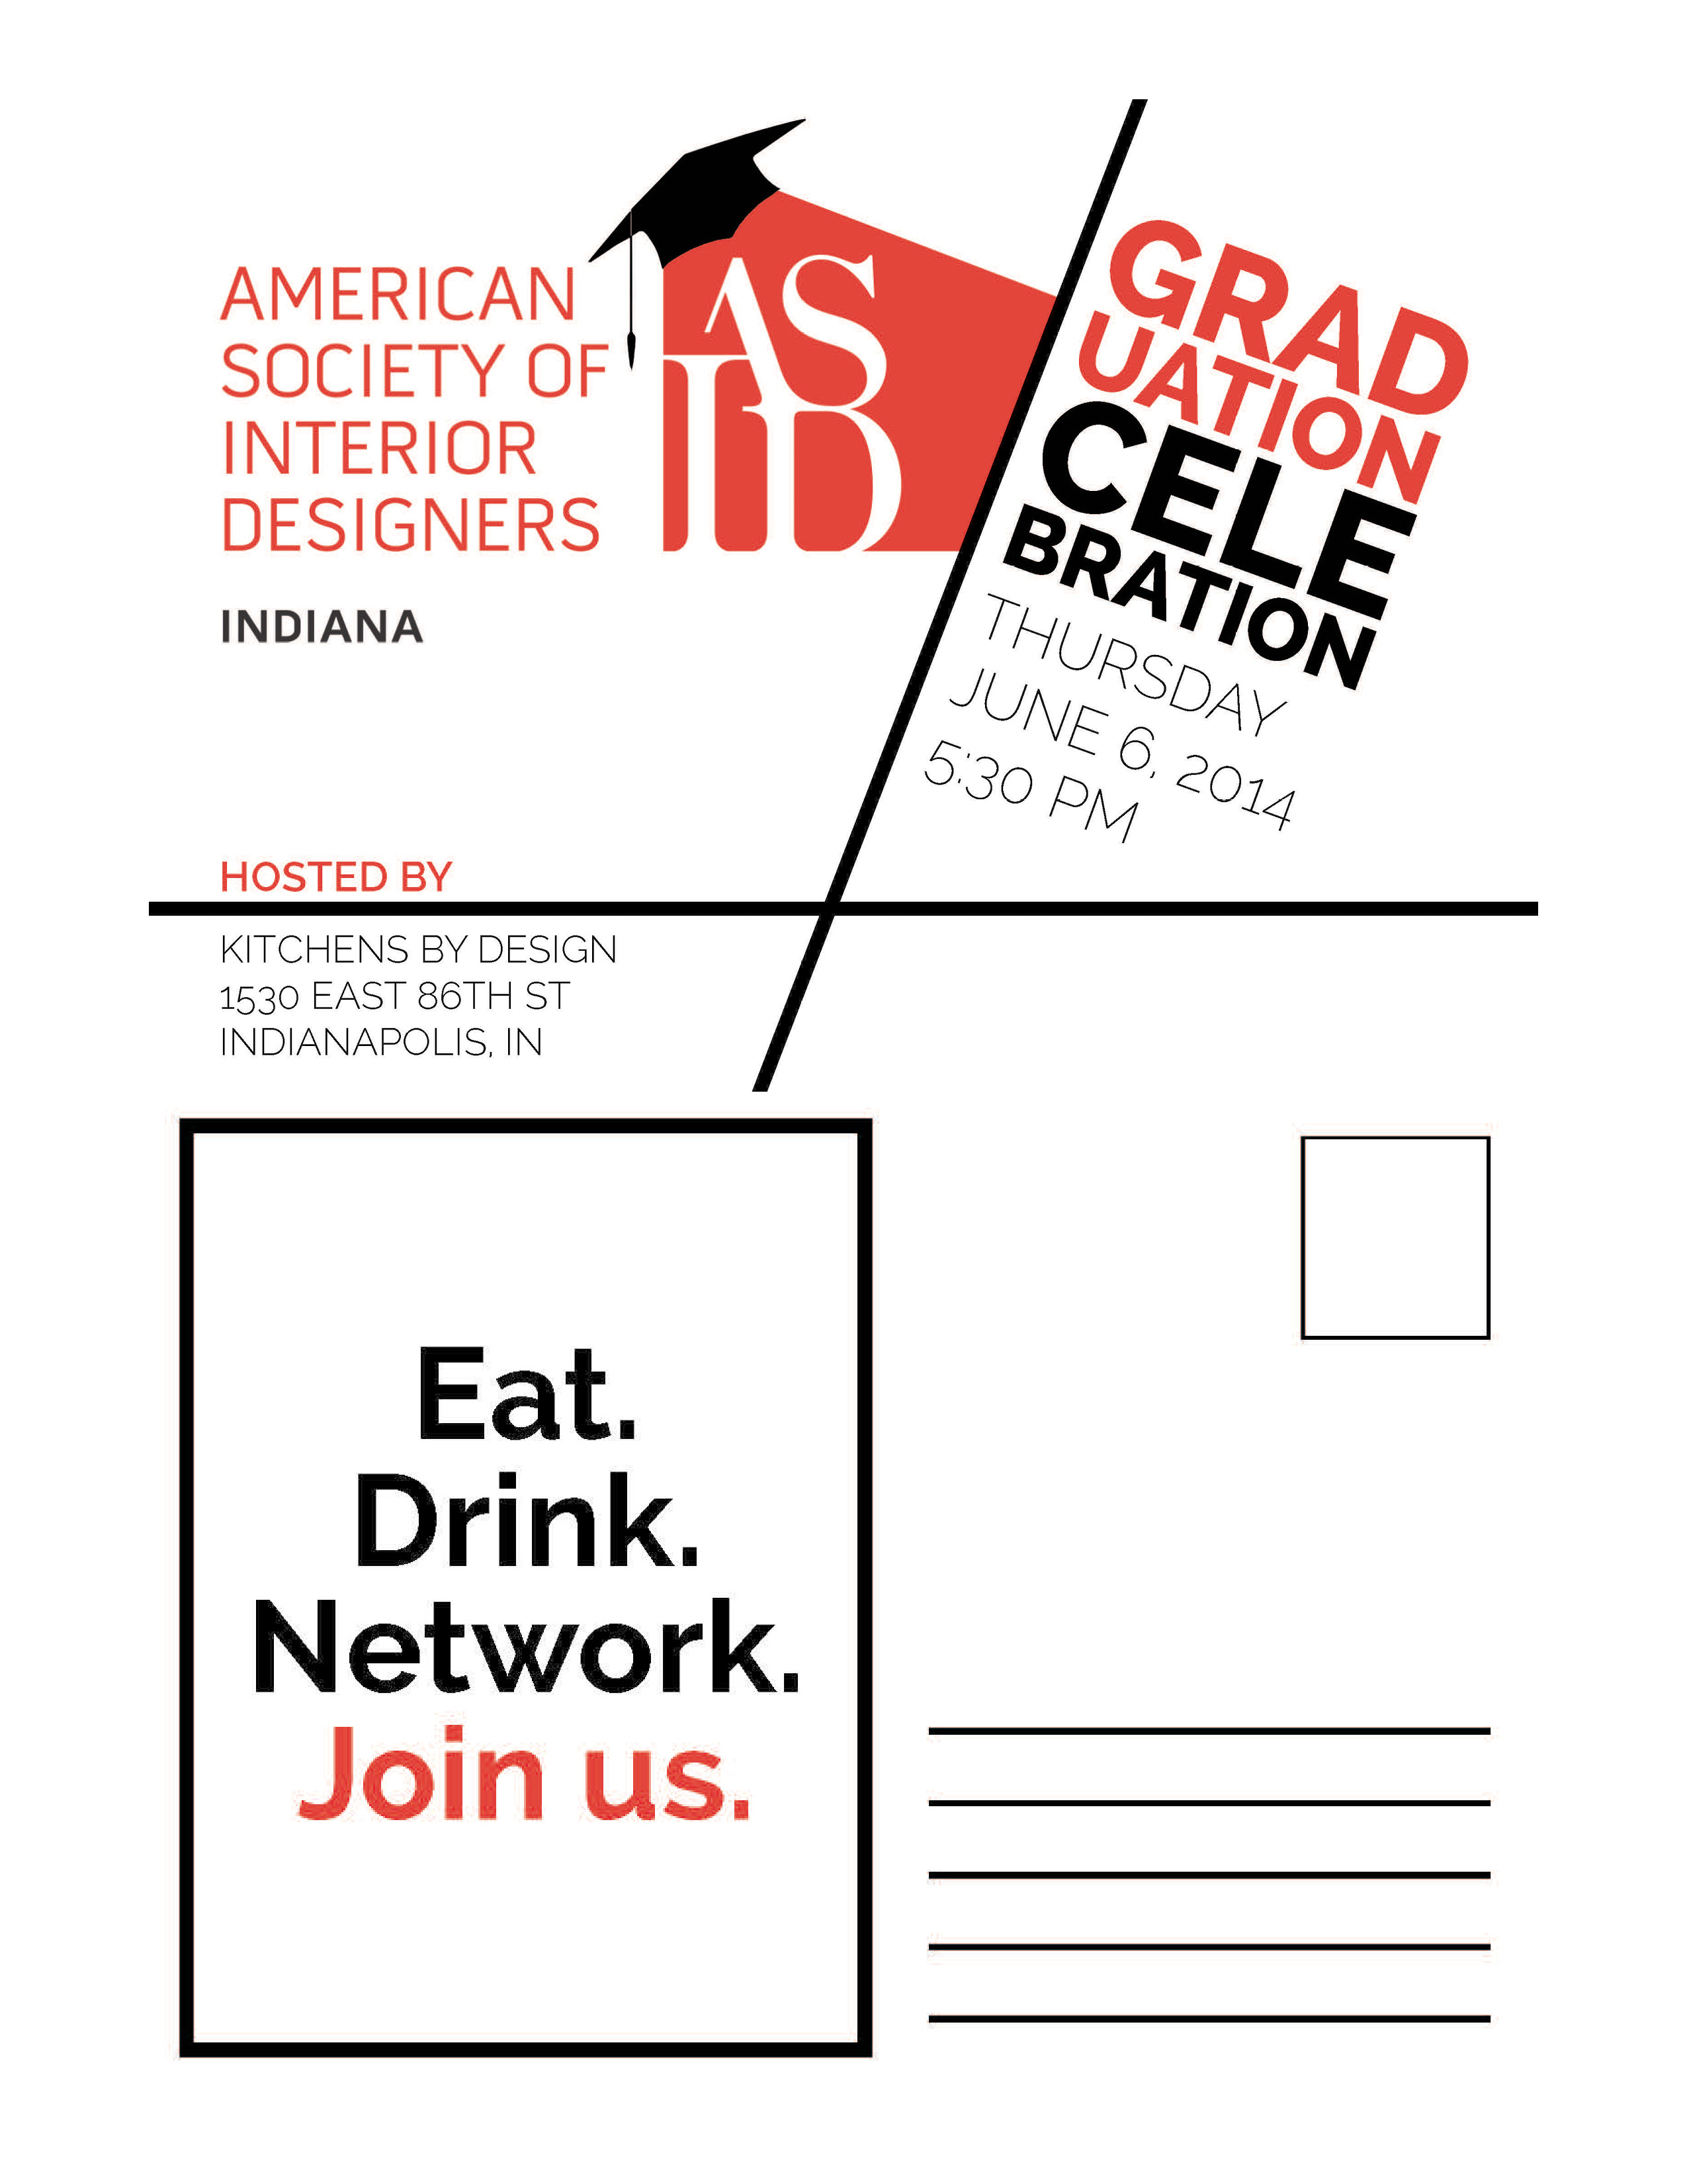 AMERICAN
SOCIETY OF
INTERIOR
DESIGNERS
INDIANA
ASID
GRAD
UATION
CELE
BRATION
THURSDAY
JUNE 6, 2014
5:30 PM
HOSTED BY
KITCHENS BY DESIGN
1530 EAST 86TH ST
INDIANAPOLIS, IN
Eat.
Drink.
Network.
Join us.